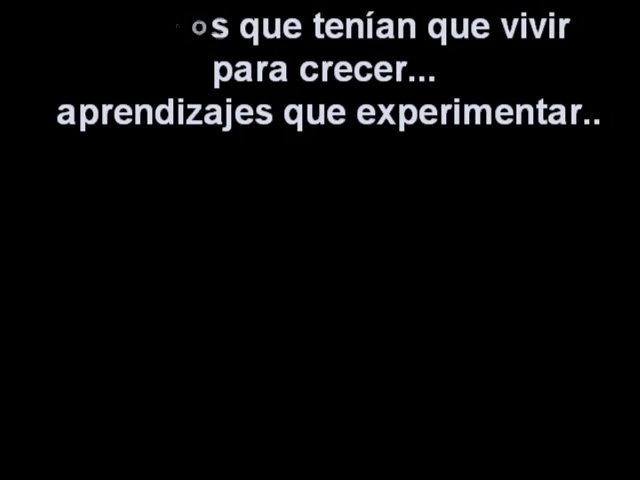 que tenían que vivir
para crecer...
aprendizajes que experimentar..